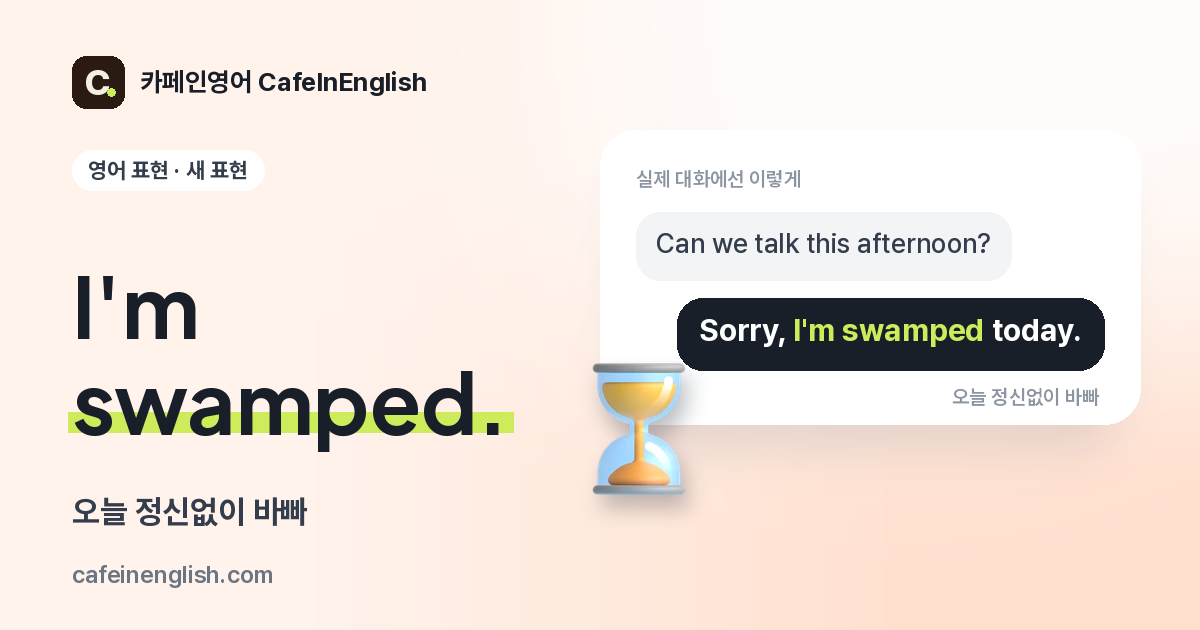 C
카페인영어 CafeInEnglish
영어 표현 · 새 표현
I'm
swamped.
오늘 정신없이 바빠
cafeinenglish.com
실제 대화에선 이렇게
Can we talk this afternoon?
Sorry, I'm swamped today.
오늘 정신없이 바빠